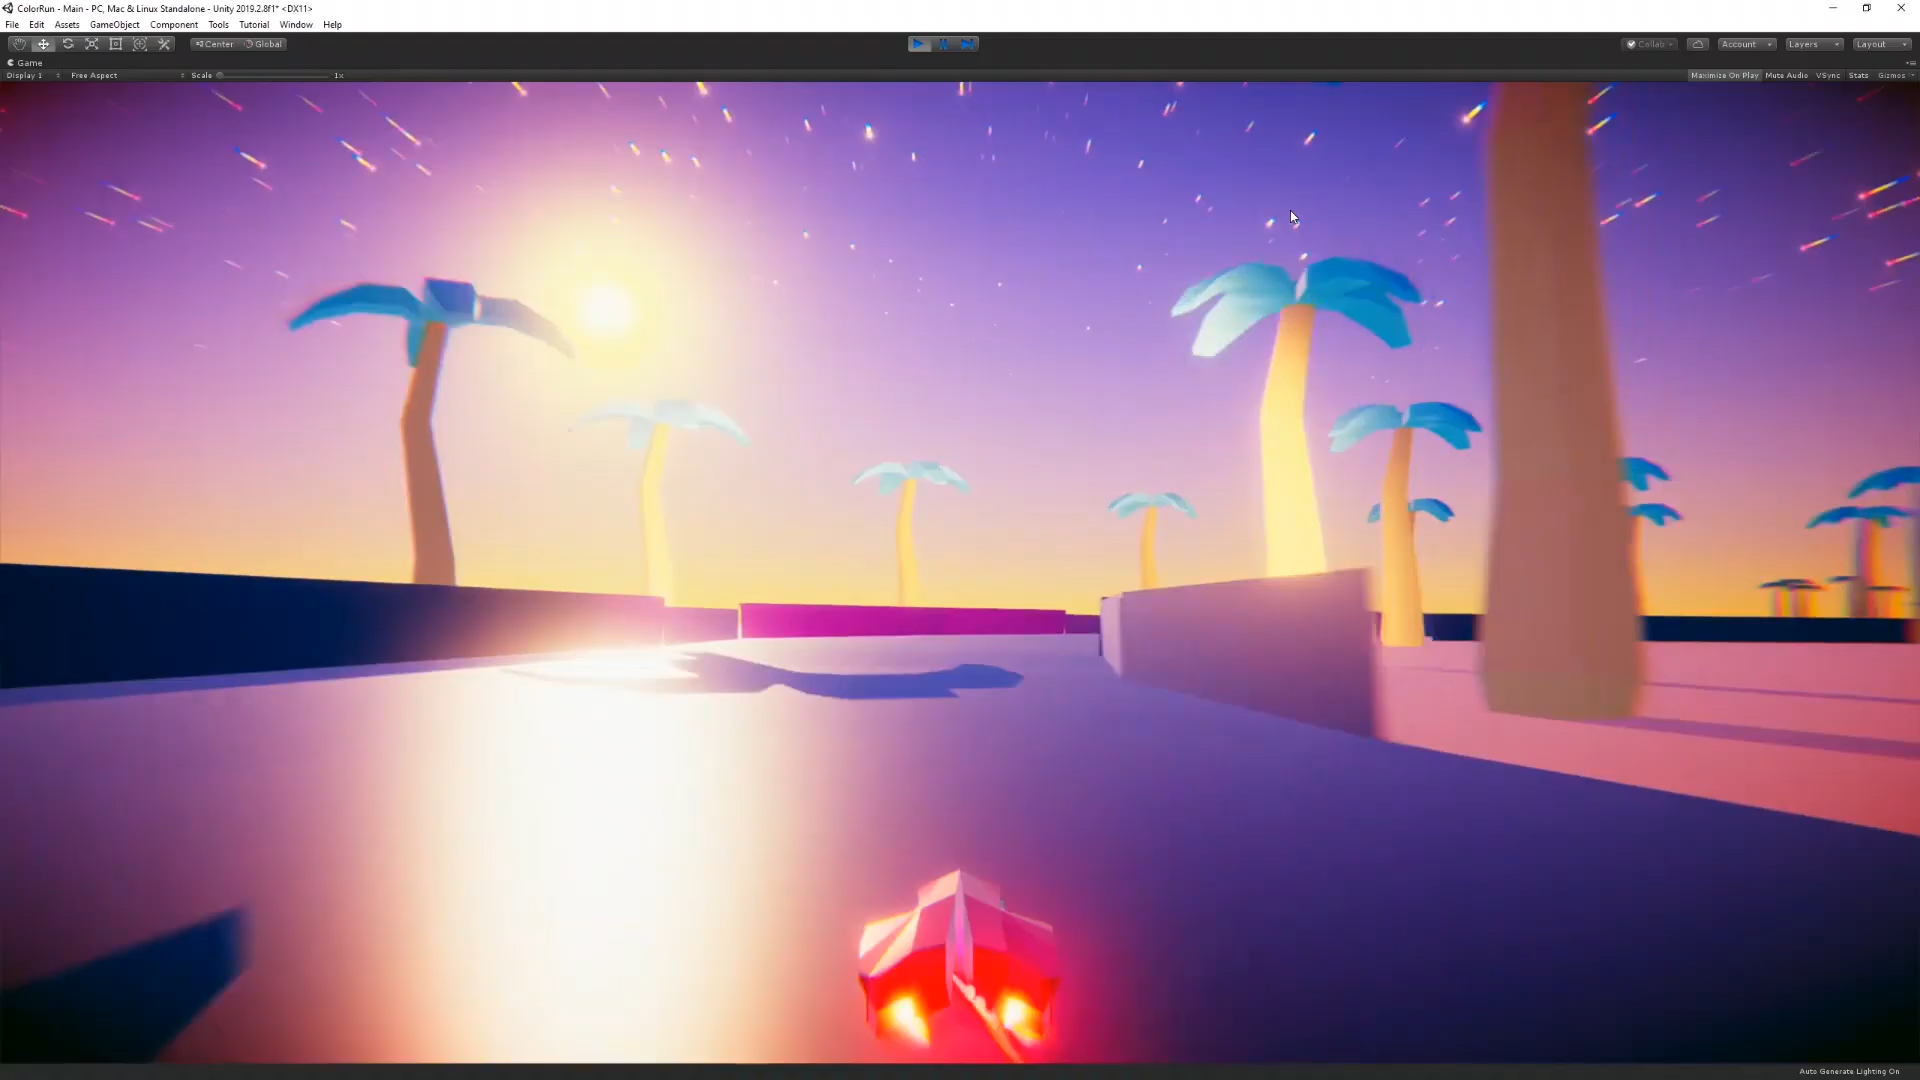 ColorRun - Main - PC, Mac & Linux Standalone - Unity 2019.2.8f1* <DX11>
File Edit Assets GameObject Component Tools Tutorial Window Help
Center Global Collab Account Layers Layout
Game
Display 1 Free Aspect Scale 1x Maximize On Play Mute Audio VSync Stats Gizmos
Auto Generate Lighting On